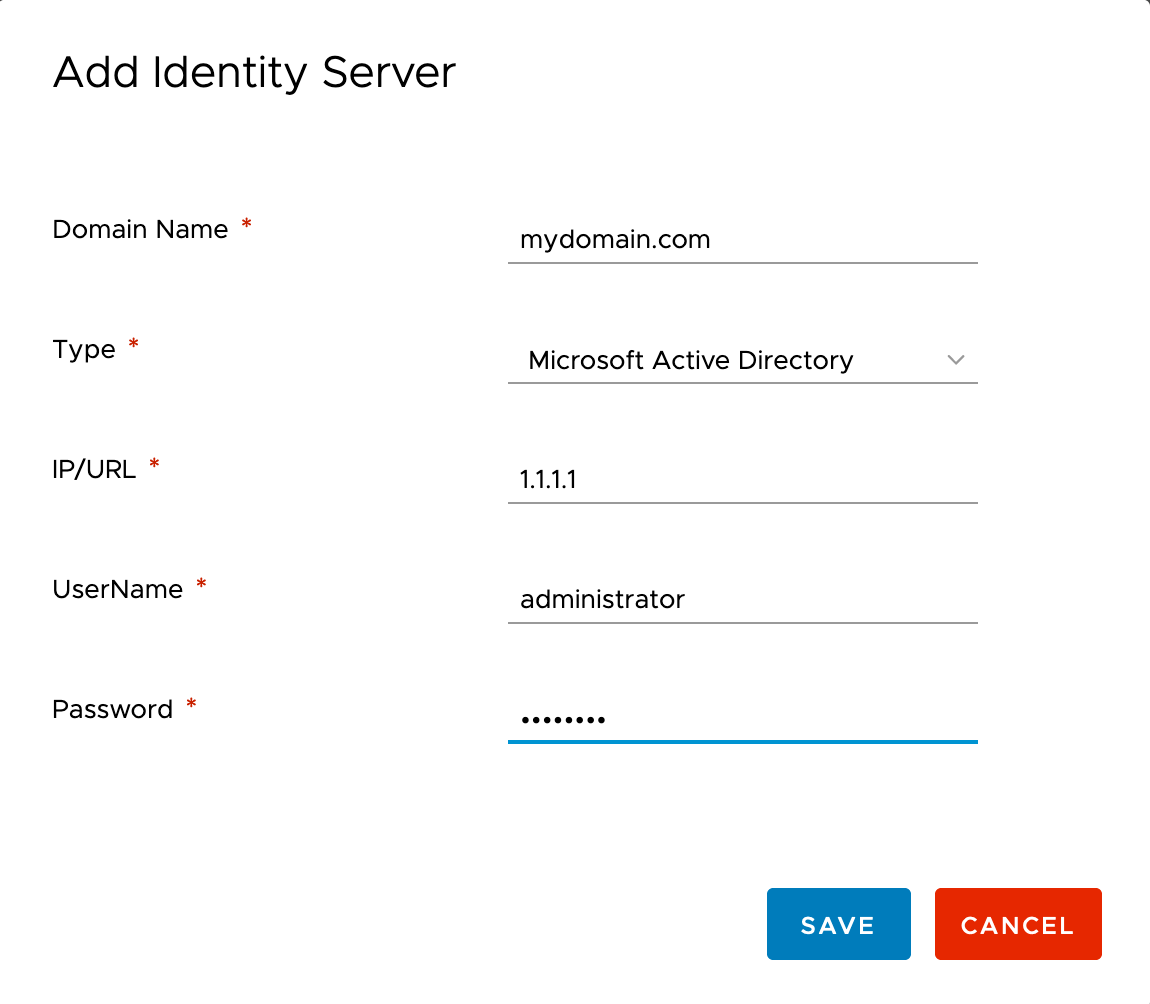 Add Identity Server
Domain Name *
mydomain.com
Type *
Microsoft Active Directory
IP/URL *
1.1.1.1
UserName *
administrator
Password *
••••••••
SAVE
CANCEL